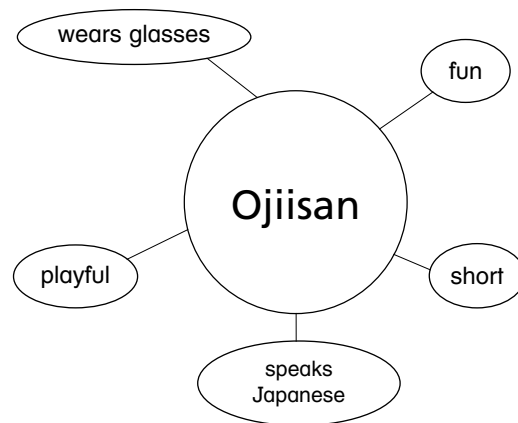 wears glasses
fun
Ojiisan
playful
short
speaks
Japanese